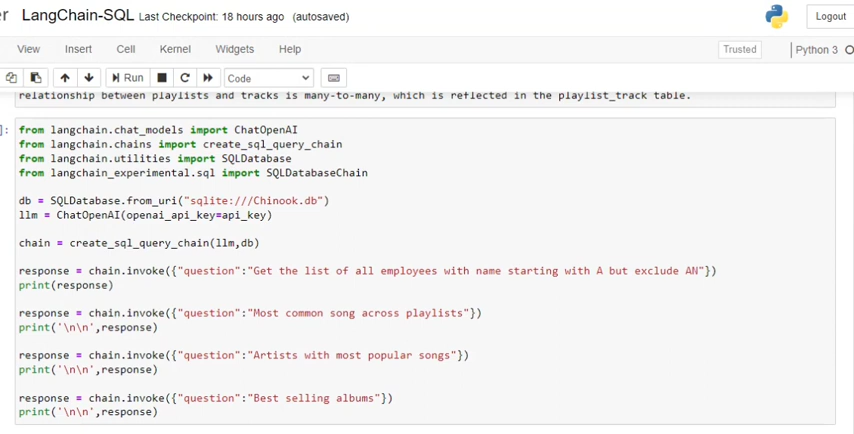 er LangChain-SQL Last Checkpoint: 18 hours ago (autosaved)
Logout
View Insert Cell Kernel Widgets Help
Trusted Python 3
Run Code
relationship between playlists and tracks is many-to-many, which is reflected in the playlist_track table.
]: from langchain.chat_models import ChatOpenAI
from langchain.chains import create_sql_query_chain
from langchain.utilities import SQLDatabase
from langchain_experimental.sql import SQLDatabaseChain
db = SQLDatabase.from_uri("sqlite:///Chinook.db")
llm = ChatOpenAI(openai_api_key=api_key)
chain = create_sql_query_chain(llm,db)
response = chain.invoke({"question":"Get the list of all employees with name starting with A but exclude AN"})
print(response)
response = chain.invoke({"question":"Most common song across playlists"})
print('\n\n',response)
response = chain.invoke({"question":"Artists with most popular songs"})
print('\n\n',response)
response = chain.invoke({"question":"Best selling albums"})
print('\n\n',response)